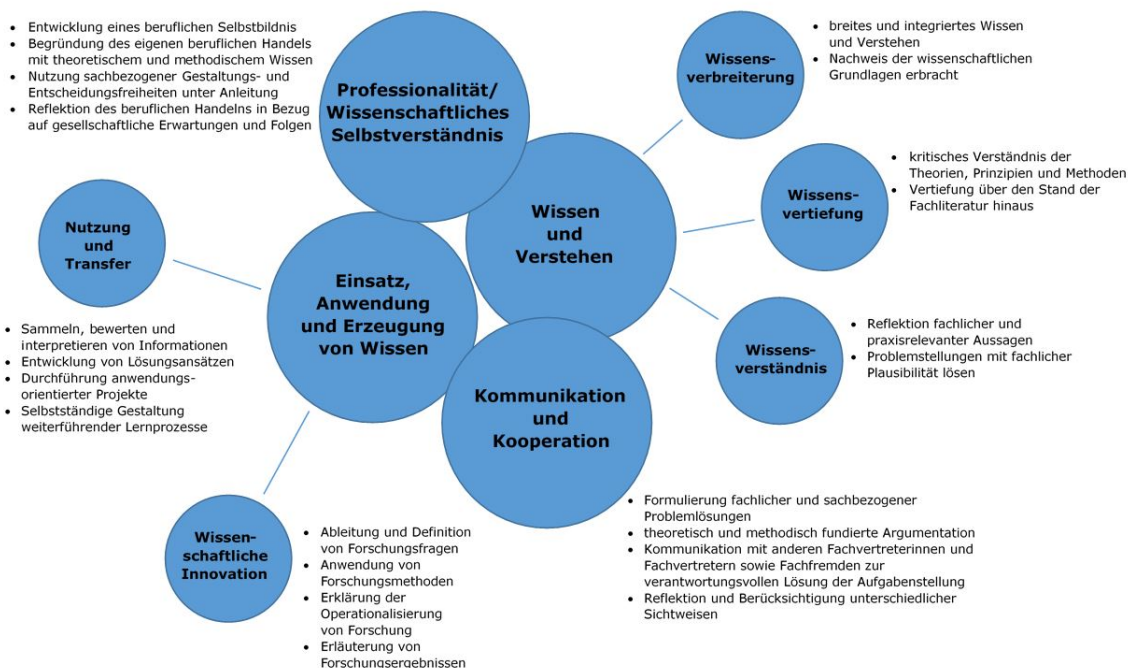 • Entwicklung eines beruflichen Selbstbildnis
• Begründung des eigenen beruflichen Handels
mit theoretischem und methodischem Wissen
• Nutzung sachbezogener Gestaltungs- und
Entscheidungsfreiheiten unter Anleitung
• Reflektion des beruflichen Handelns in Bezug
auf gesellschaftliche Erwartungen und Folgen
Professionalität/
Wissenschaftliches
Selbstverständnis
Wissens-
verbreiterung
• breites und integriertes Wissen
und Verstehen
• Nachweis der wissenschaftlichen
Grundlagen erbracht
Wissen
und
Verstehen
Wissens-
vertiefung
• kritisches Verständnis der
Theorien, Prinzipien und Methoden
• Vertiefung über den Stand der
Fachliteratur hinaus
Nutzung
und
Transfer
Einsatz,
Anwendung
und Erzeugung
von Wissen
• Sammeln, bewerten und
interpretieren von Informationen
• Entwicklung von Lösungsansätzen
• Durchführung anwendungs-
orientierter Projekte
• Selbstständige Gestaltung
weiterführender Lernprozesse
Wissens-
verständnis
• Reflektion fachlicher und
praxisrelevanter Aussagen
• Problemstellungen mit fachlicher
Plausibilität lösen
Kommunikation
und
Kooperation
• Formulierung fachlicher und sachbezogener
Problemlösungen
• theoretisch und methodisch fundierte Argumentation
• Kommunikation mit anderen Fachvertreterinnen und
Fachvertretern sowie Fachfremden zur
verantwortungsvollen Lösung der Aufgabenstellung
• Reflektion und Berücksichtigung unterschiedlicher
Sichtweisen
Wissen-
schaftliche
Innovation
• Ableitung und Definition
von Forschungsfragen
• Anwendung von
Forschungsmethoden
• Erklärung der
Operationalisierung
von Forschung
• Erläuterung von
Forschungsergebnissen